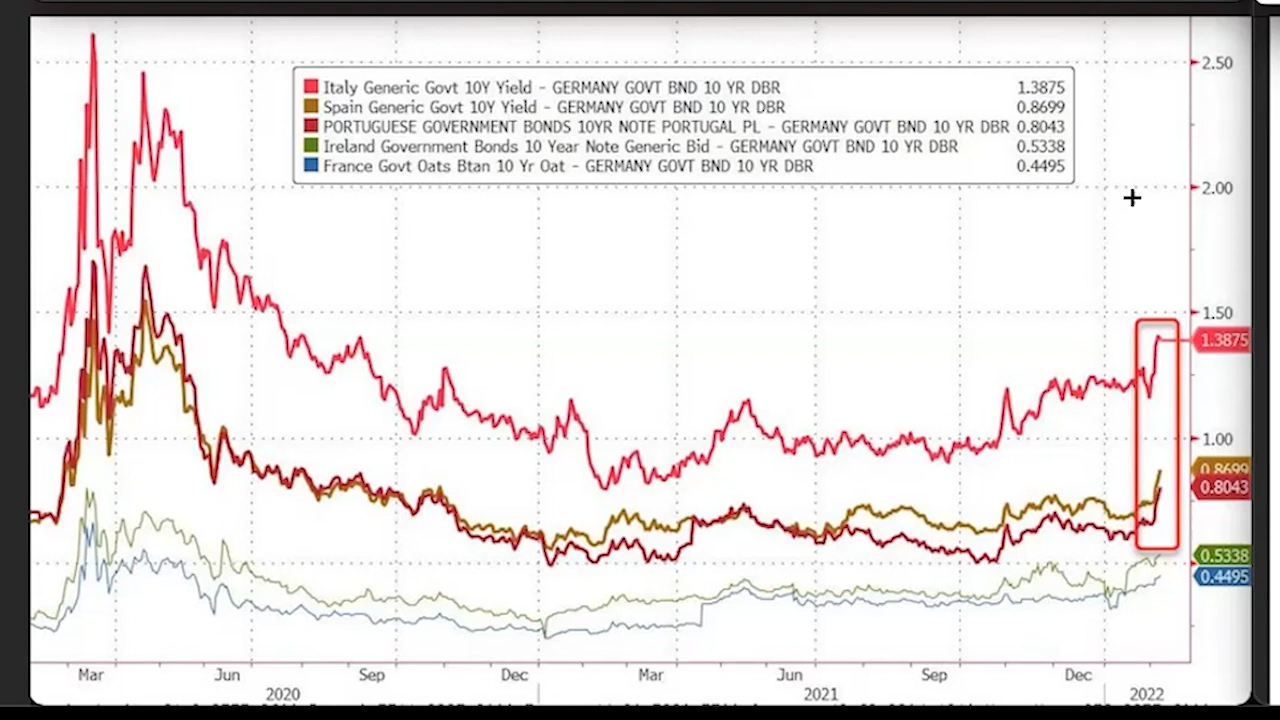 Italy Generic Govt 10Y Yield - GERMANY GOVT BND 10 YR DBR 1.3875
Spain Generic Govt 10Y Yield - GERMANY GOVT BND 10 YR DBR 0.8699
PORTUGUESE GOVERNMENT BONDS 10YR NOTE PORTUGAL PL - GERMANY GOVT BND 10 YR DBR 0.8043
Ireland Government Bonds 10 Year Note Generic Bid - GERMANY GOVT BND 10 YR DBR 0.5338
France Govt Oats Btan 10 Yr Oat - GERMANY GOVT BND 10 YR DBR 0.4495
2.50
2.00
1.50
1.3875
1.00
0.8699
0.8043
0.5338
0.4495
Mar Jun Sep Dec Mar Jun Sep Dec
2020 2021 2022